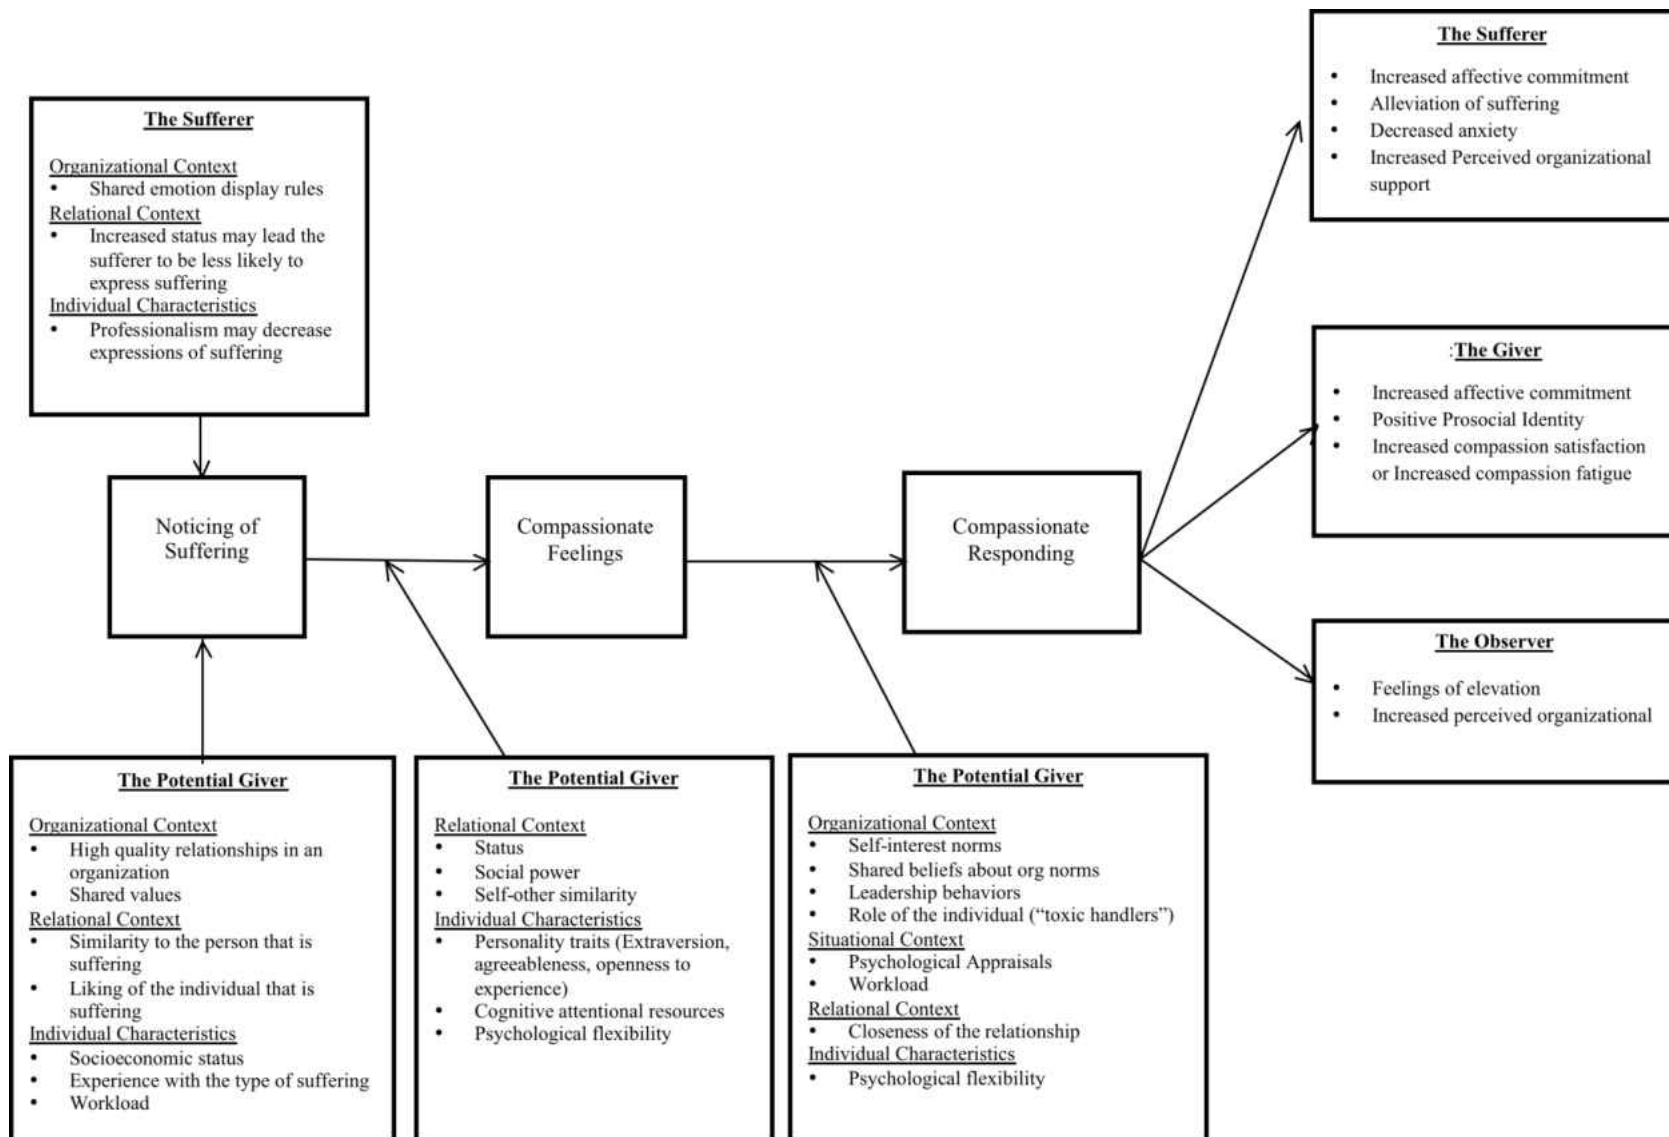 The Sufferer
Organizational Context
• Shared emotion display rules
Relational Context
• Increased status may lead the
sufferer to be less likely to
express suffering
Individual Characteristics
• Professionalism may decrease
expressions of suffering
Noticing of
Suffering
Compassionate
Feelings
Compassionate
Responding
The Sufferer
• Increased affective commitment
• Alleviation of suffering
• Decreased anxiety
• Increased Perceived organizational
support
:The Giver
• Increased affective commitment
• Positive Prosocial Identity
• Increased compassion satisfaction
or Increased compassion fatigue
The Observer
• Feelings of elevation
• Increased perceived organizational
The Potential Giver
Organizational Context
• High quality relationships in an
organization
• Shared values
Relational Context
• Similarity to the person that is
suffering
• Liking of the individual that is
suffering
Individual Characteristics
• Socioeconomic status
• Experience with the type of suffering
• Workload
The Potential Giver
Relational Context
• Status
• Social power
• Self-other similarity
Individual Characteristics
• Personality traits (Extraversion,
agreeableness, openness to
experience)
• Cognitive attentional resources
• Psychological flexibility
The Potential Giver
Organizational Context
• Self-interest norms
• Shared beliefs about org norms
• Leadership behaviors
• Role of the individual (“toxic handlers”)
Situational Context
• Psychological Appraisals
• Workload
Relational Context
• Closeness of the relationship
Individual Characteristics
• Psychological flexibility